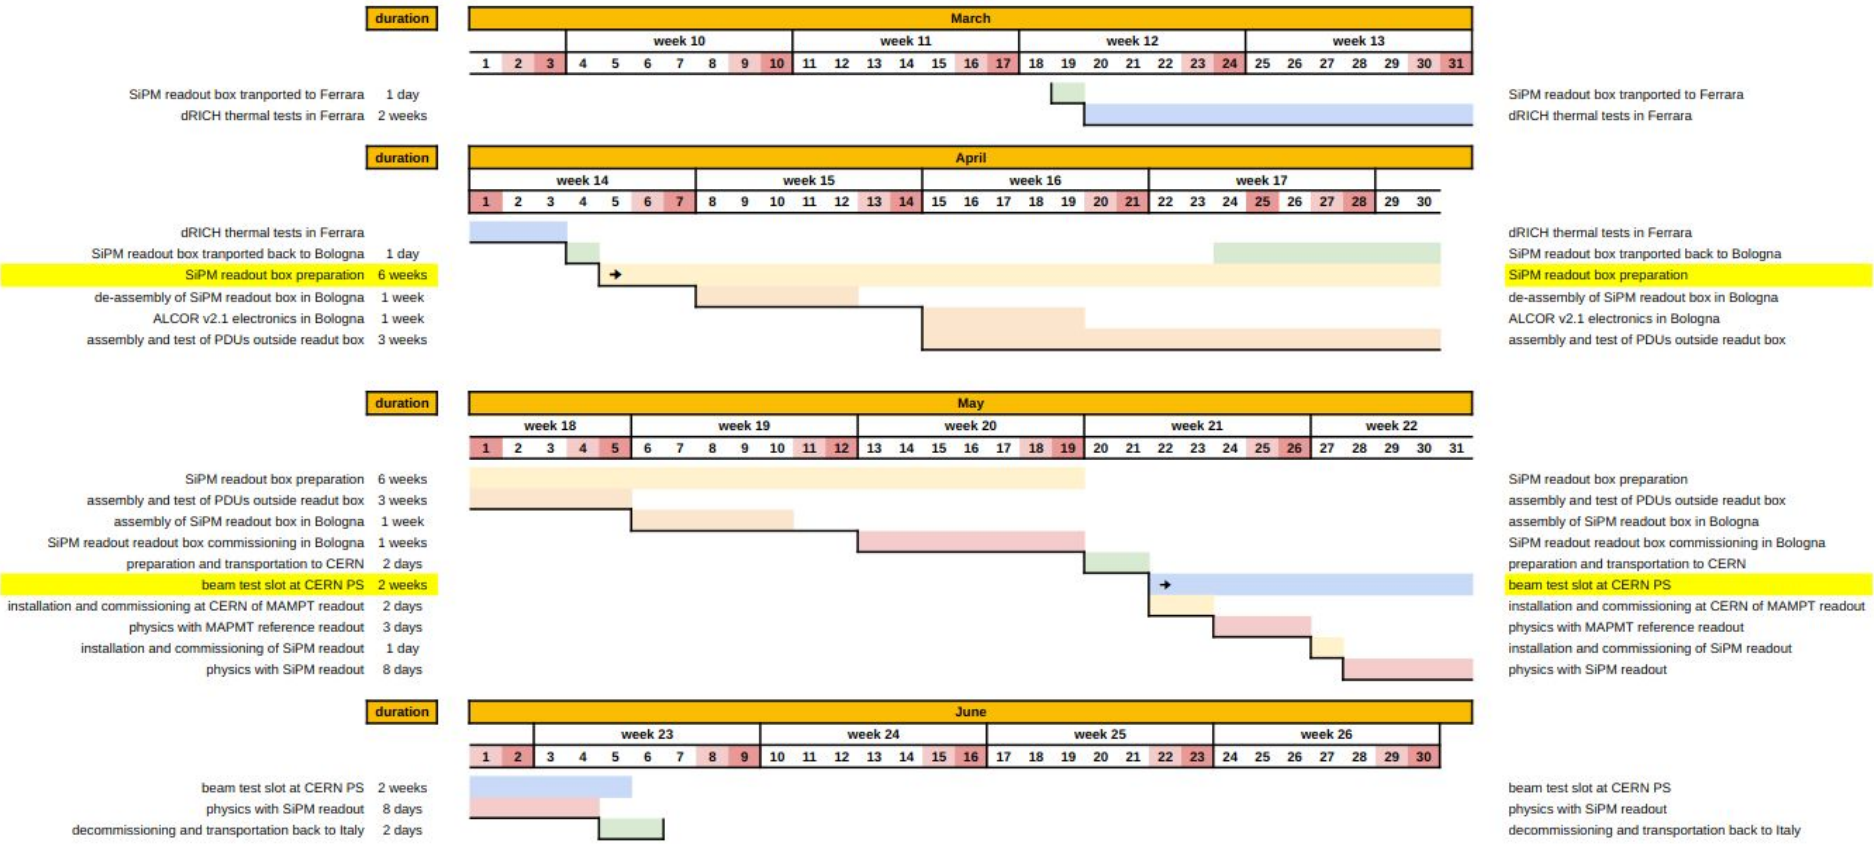 duration March
week 10 week 11 week 12 week 13
1 2 3 4 5 6 7 8 9 10 11 12 13 14 15 16 17 18 19 20 21 22 23 24 25 26 27 28 29 30 31
SiPM readout box tranported to Ferrara 1 day SiPM readout box tranported to Ferrara
dRICH thermal tests in Ferrara 2 weeks dRICH thermal tests in Ferrara
duration April
week 14 week 15 week 16 week 17
1 2 3 4 5 6 7 8 9 10 11 12 13 14 15 16 17 18 19 20 21 22 23 24 25 26 27 28 29 30
dRICH thermal tests in Ferrara dRICH thermal tests in Ferrara
SiPM readout box tranported back to Bologna 1 day SiPM readout box tranported back to Bologna
SiPM readout box preparation 6 weeks → SiPM readout box preparation
de-assembly of SiPM readout box in Bologna 1 week de-assembly of SiPM readout box in Bologna
ALCOR v2.1 electronics in Bologna 1 week ALCOR v2.1 electronics in Bologna
assembly and test of PDUs outside readut box 3 weeks assembly and test of PDUs outside readut box
duration May
week 18 week 19 week 20 week 21 week 22
1 2 3 4 5 6 7 8 9 10 11 12 13 14 15 16 17 18 19 20 21 22 23 24 25 26 27 28 29 30 31
SiPM readout box preparation 6 weeks SiPM readout box preparation
assembly and test of PDUs outside readut box 3 weeks assembly and test of PDUs outside readut box
assembly of SiPM readout box in Bologna 1 week assembly of SiPM readout box in Bologna
SiPM readout readout box commissioning in Bologna 1 weeks SiPM readout readout box commissioning in Bologna
preparation and transportation to CERN 2 days preparation and transportation to CERN
beam test slot at CERN PS 2 weeks → beam test slot at CERN PS
installation and commissioning at CERN of MAMPT readout 2 days installation and commissioning at CERN of MAMPT readout
physics with MAPMT reference readout 3 days physics with MAPMT reference readout
installation and commissioning of SiPM readout 1 day installation and commissioning of SiPM readout
physics with SiPM readout 8 days physics with SiPM readout
duration June
week 23 week 24 week 25 week 26
1 2 3 4 5 6 7 8 9 10 11 12 13 14 15 16 17 18 19 20 21 22 23 24 25 26 27 28 29 30
beam test slot at CERN PS 2 weeks beam test slot at CERN PS
physics with SiPM readout 8 days physics with SiPM readout
decommissioning and transportation back to Italy 2 days decommissioning and transportation back to Italy